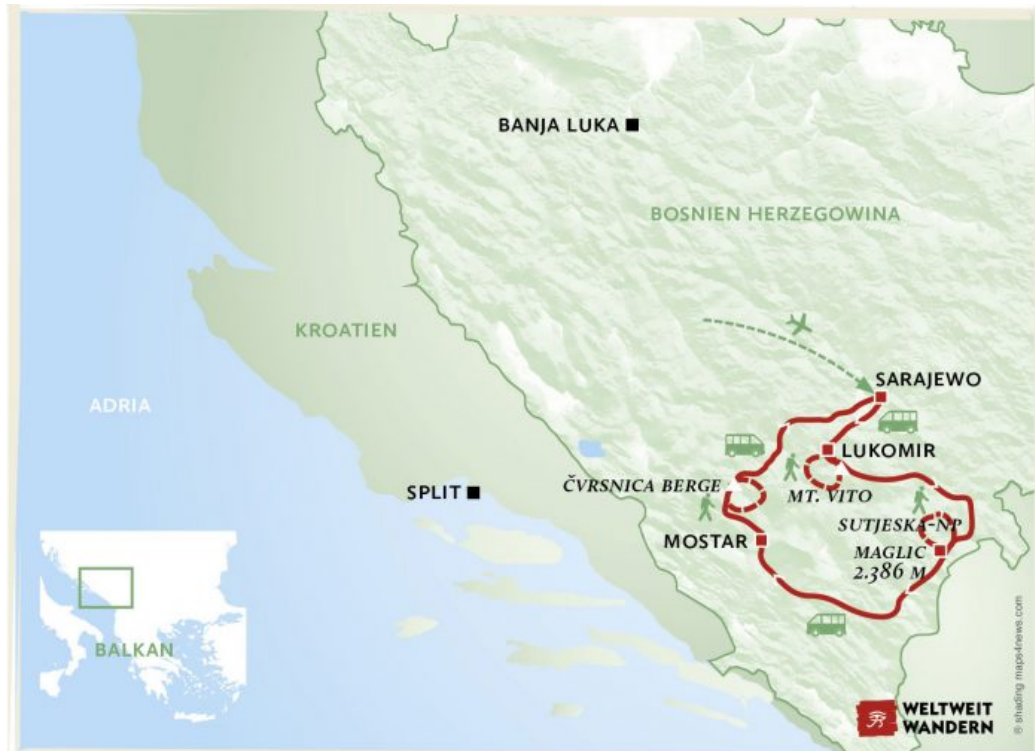 BANJA LUKA
BOSNIEN HERZEGOWINA
KROATIEN
SARAJEWO
ADRIA
LUKOMIR
ČVRSNICA BERGE
MT. VITO
SPLIT
SUTJESKA-NP
MOSTAR
MAGLIC
2.386 M
BALKAN
WELTWEIT
WANDERN
© shading maps4news.com